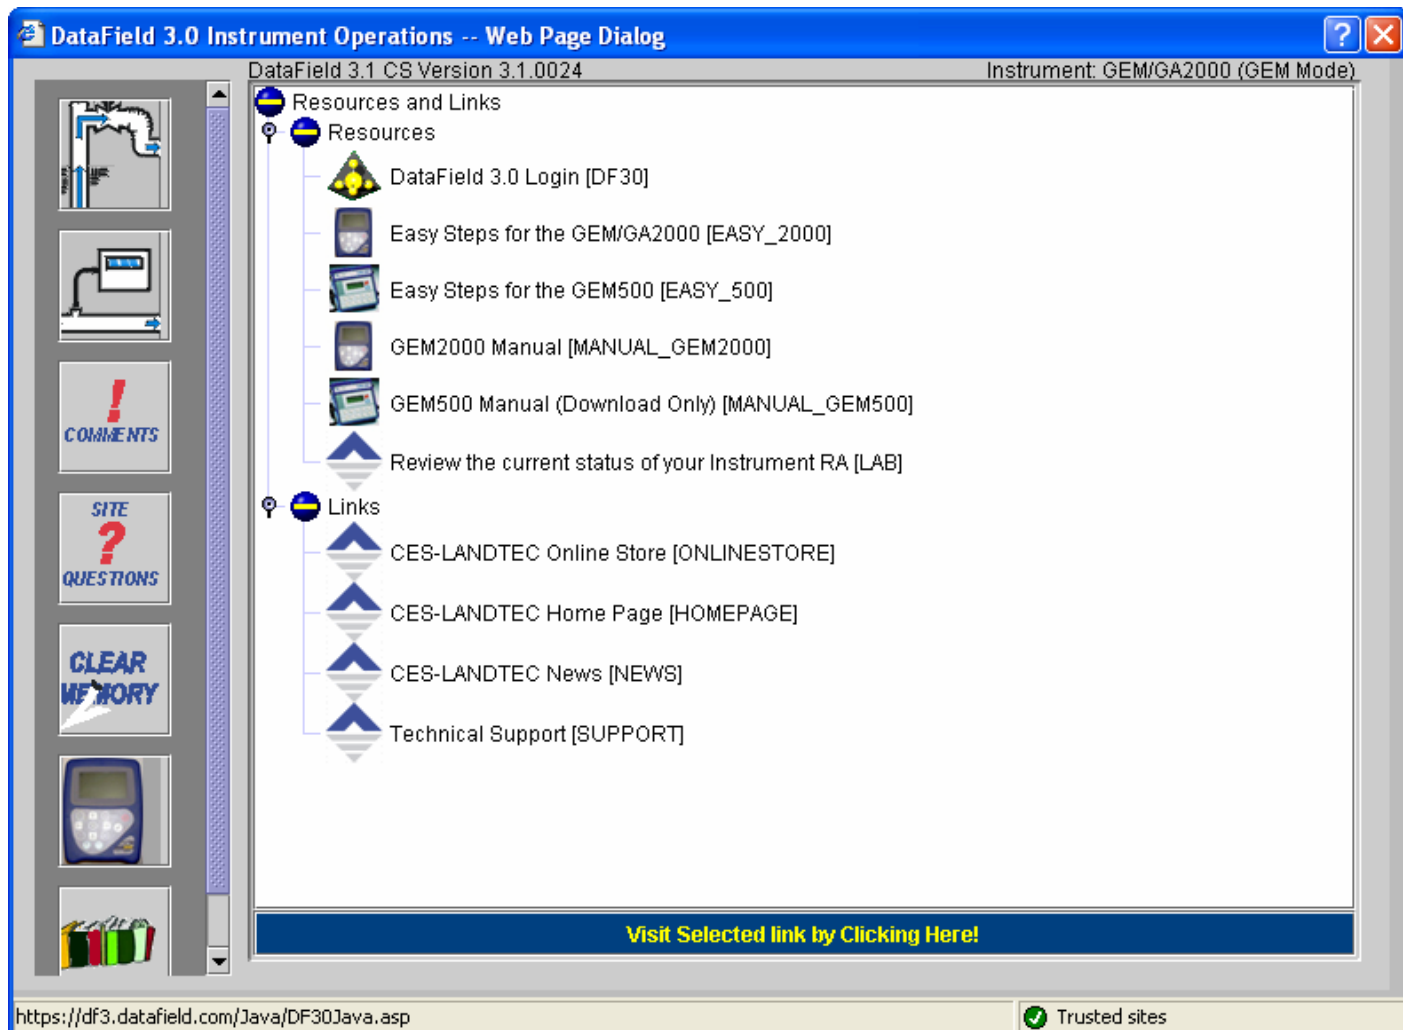 DataField 3.0 Instrument Operations -- Web Page Dialog
DataField 3.1 CS Version 3.1.0024 Instrument: GEM/GA2000 (GEM Mode)
Resources and Links
Resources
DataField 3.0 Login [DF30]
Easy Steps for the GEM/GA2000 [EASY_2000]
Easy Steps for the GEM500 [EASY_500]
GEM2000 Manual [MANUAL_GEM2000]
GEM500 Manual (Download Only) [MANUAL_GEM500]
Review the current status of your Instrument RA [LAB]
Links
CES-LANDTEC Online Store [ONLINESTORE]
CES-LANDTEC Home Page [HOMEPAGE]
CES-LANDTEC News [NEWS]
Technical Support [SUPPORT]
!
COMMENTS
SITE
?
QUESTIONS
CLEAR
MEMORY
Visit Selected link by Clicking Here!
https://df3.datafield.com/Java/DF30Java.asp
Trusted sites